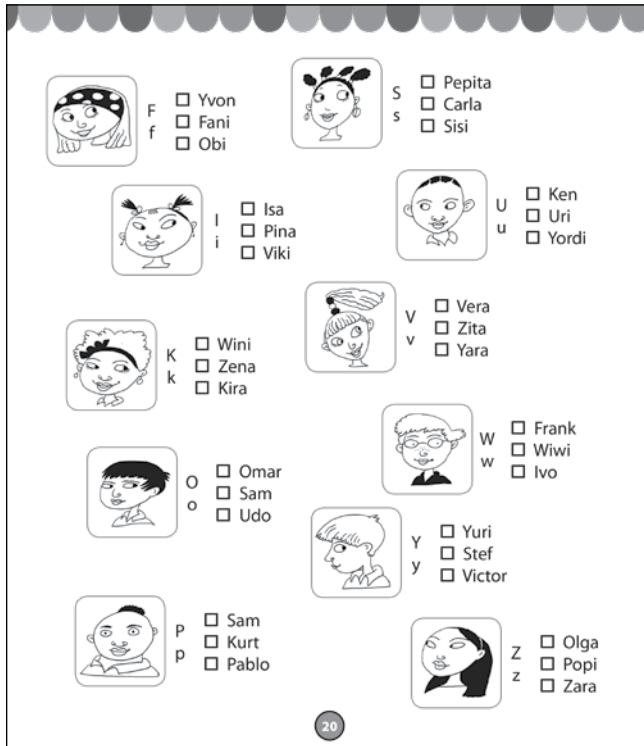 F
f
Yvon
Fani
Obi
S
s
Pepita
Carla
Sisi
I
i
Isa
Pina
Viki
U
u
Ken
Uri
Yordi
K
k
Wini
Zena
Kira
V
v
Vera
Zita
Yara
O
o
Omar
Sam
Udo
W
w
Frank
Wiwi
Ivo
Y
y
Yuri
Stef
Victor
P
p
Sam
Kurt
Pablo
Z
z
Olga
Popi
Zara
20